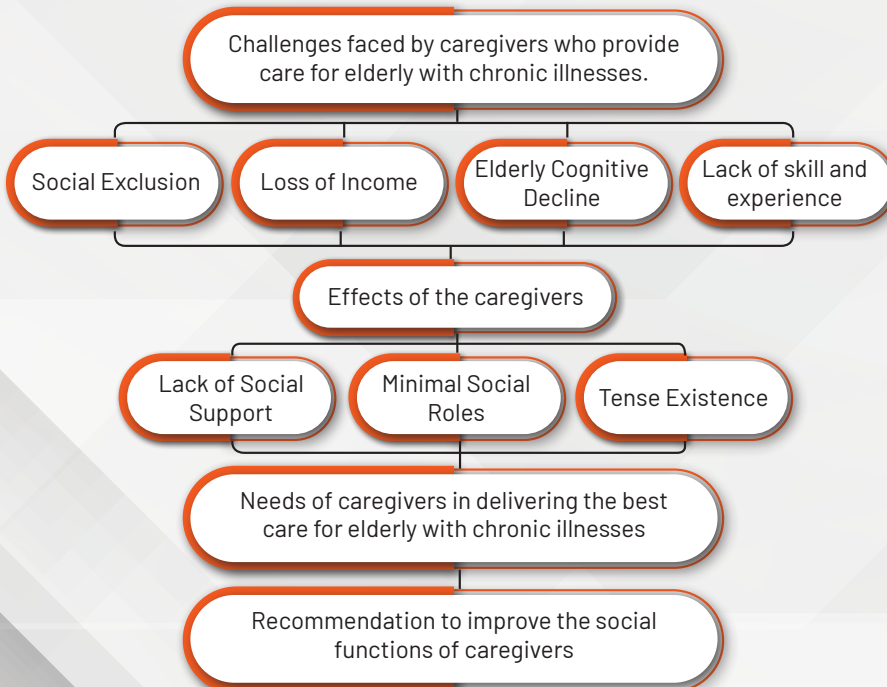 Challenges faced by caregivers who provide
care for elderly with chronic illnesses.
Social Exclusion
Loss of Income
Elderly Cognitive
Decline
Lack of skill and
experience
Effects of the caregivers
Lack of Social
Support
Minimal Social
Roles
Tense Existence
Needs of caregivers in delivering the best
care for elderly with chronic illnesses
Recommendation to improve the social
functions of caregivers